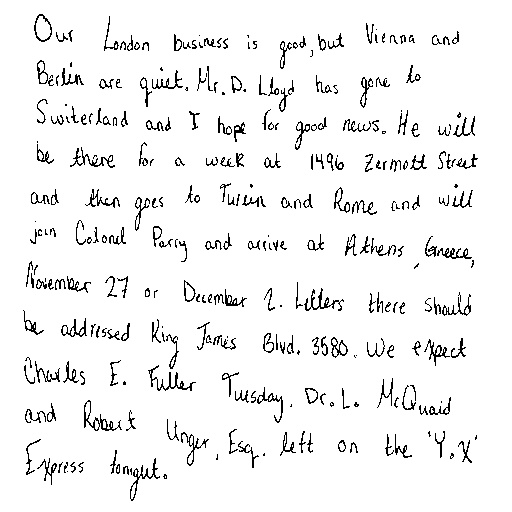 Our London business is good, but Vienna and
Berlin are quiet. Mr. D. Lloyd has gone to
Switerland and I hope for good news. He will
be there for a week at 1496 Zermott Street
and then goes to Turin and Rome and will
join Colonel Parry and arrive at Athens, Greece,
November 27 or December 2. Letters there should
be addressed King James Blvd. 3580. We expect
Charles E. Fuller Tuesday. Dr. L. McQuaid
and Robert Unger, Esq. left on the 'Y.X'
Express tonight.